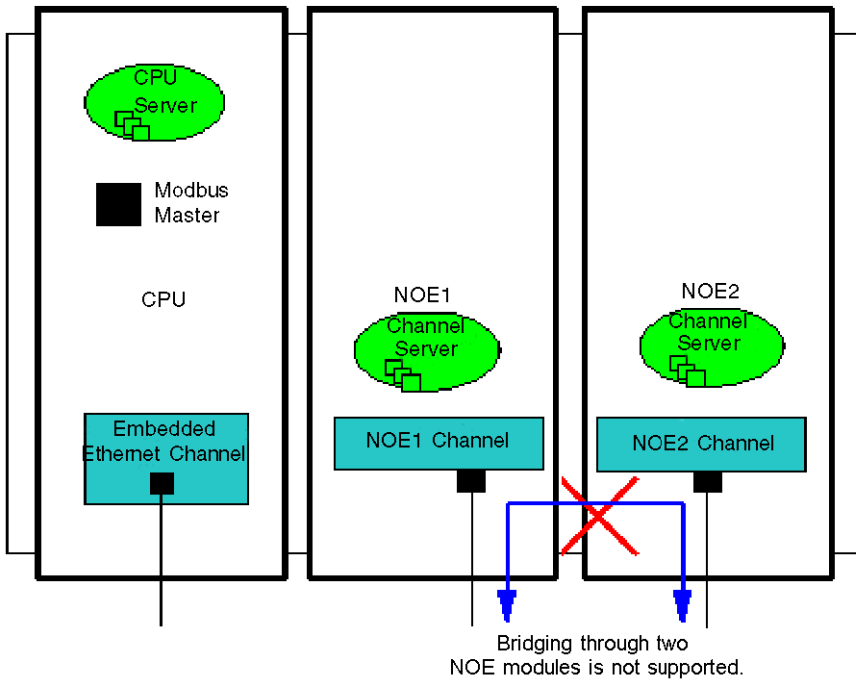 CPU
Server
Modbus
Master
CPU
Embedded
Ethernet Channel
NOE1
Channel
Server
NOE1 Channel
NOE2
Channel
Server
NOE2 Channel
Bridging through two
NOE modules is not supported.